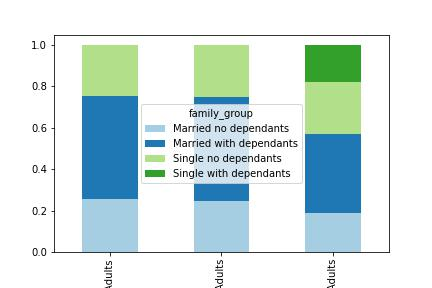 1.0
0.8
0.6
0.4
0.2
0.0
family_group
Married no dependants
Married with dependants
Single no dependants
Single with dependants
Adults
Adults
Adults